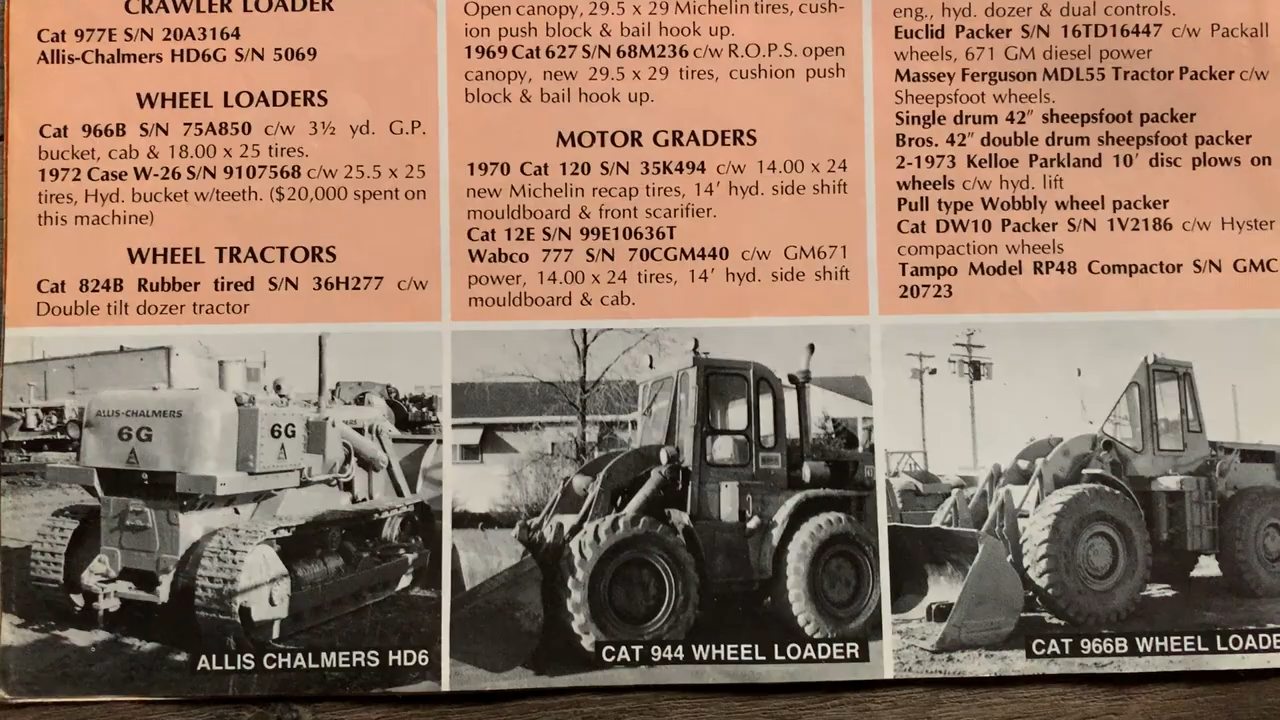 CRAWLER LOADER
Cat 977E S/N 20A3164
Allis-Chalmers HD6G S/N 5069
WHEEL LOADERS
Cat 966B S/N 75A850 c/w 3½ yd. G.P.
bucket, cab & 18.00 x 25 tires.
1972 Case W-26 S/N 9107568 c/w 25.5 x 25
tires, Hyd. bucket w/teeth. ($20,000 spent on
this machine)
WHEEL TRACTORS
Cat 824B Rubber tired S/N 36H277 c/w
Double tilt dozer tractor
Open canopy, 29.5 x 29 Michelin tires, cush-
ion push block & bail hook up.
1969 Cat 627 S/N 68M236 c/w R.O.P.S. open
canopy, new 29.5 x 29 tires, cushion push
block & bail hook up.
MOTOR GRADERS
1970 Cat 120 S/N 35K494 c/w 14.00 x 24
new Michelin recap tires, 14′ hyd. side shift
mouldboard & front scarifier.
Cat 12E S/N 99E10636T
Wabco 777 S/N 70CGM440 c/w GM671
power, 14.00 x 24 tires, 14′ hyd. side shift
mouldboard & cab.
eng., hyd. dozer & dual controls.
Euclid Packer S/N 16TD16447 c/w Packall
wheels, 671 GM diesel power
Massey Ferguson MDL55 Tractor Packer c/w
Sheepsfoot wheels.
Single drum 42″ sheepsfoot packer
Bros. 42″ double drum sheepsfoot packer
2-1973 Kelloe Parkland 10′ disc plows on
wheels c/w hyd. lift
Pull type Wobbly wheel packer
Cat DW10 Packer S/N 1V2186 c/w Hyster
compaction wheels
Tampo Model RP48 Compactor S/N GMC
20723
ALLIS-CHALMERS
6G
6G
A
A
ALLIS CHALMERS HD6
CAT 944 WHEEL LOADER
CAT 966B WHEEL LOADE